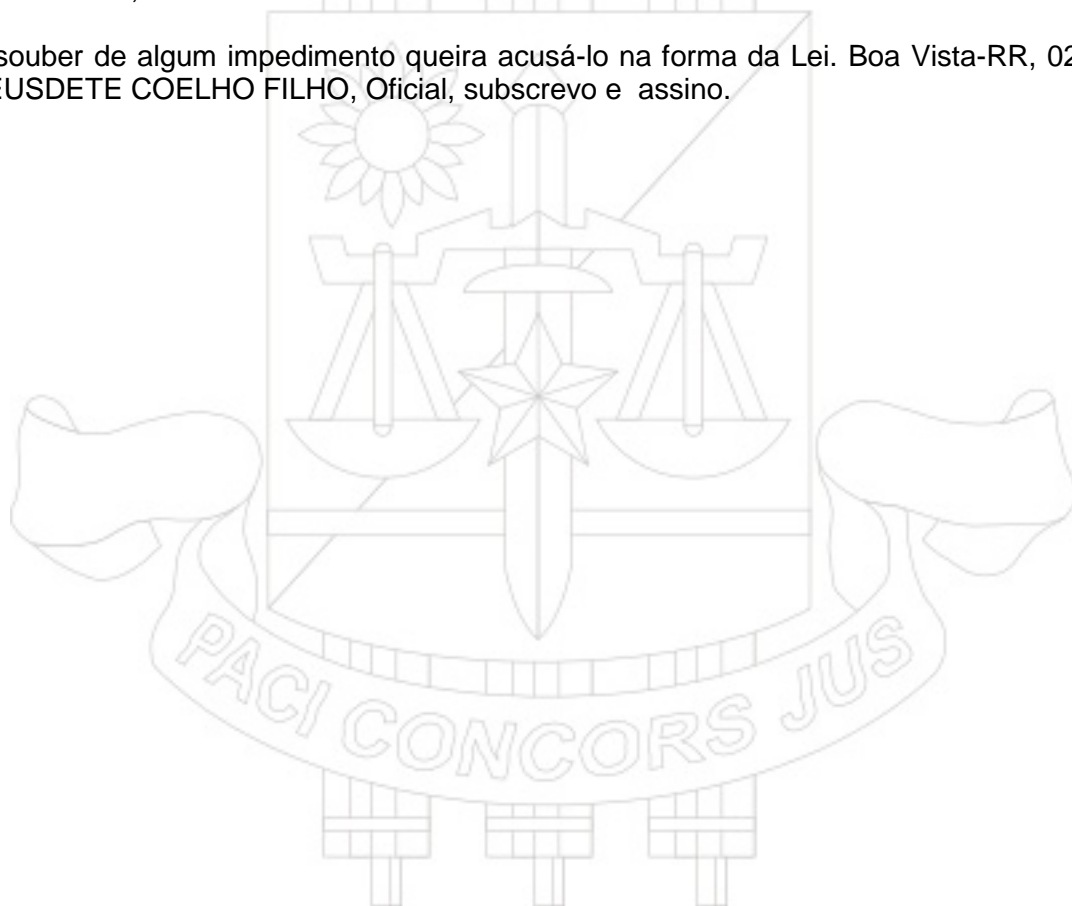 souber de algum impedimento queira acusá-lo na forma da Lei. Boa Vista-RR, 02
EUSDETE COELHO FILHO, Oficial, subscrevo e assino.
PACI CONCORS JUS